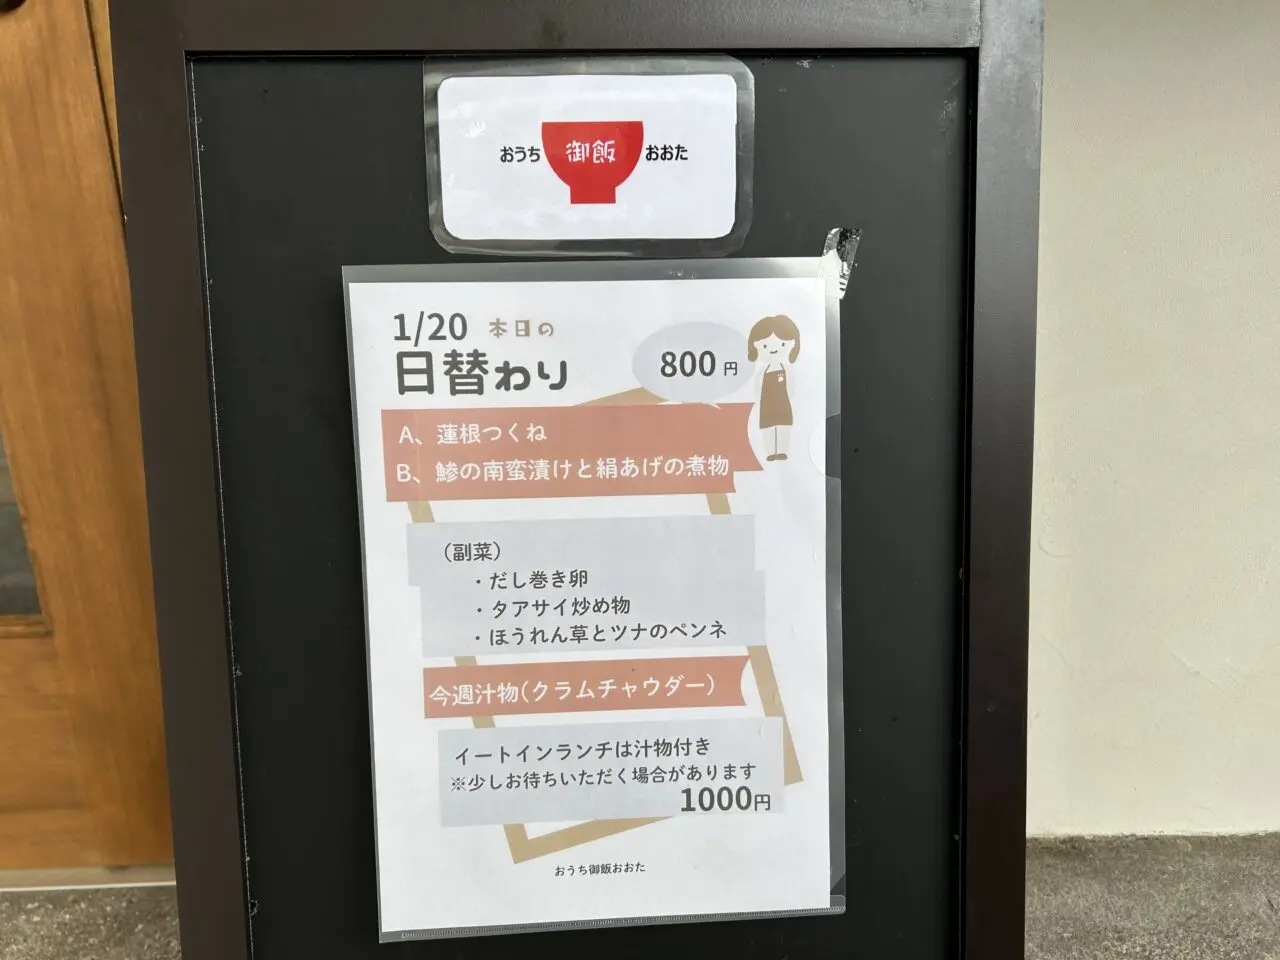 おうち 御飯 おおた
1/20 本日の
日替わり
800 円
A、蓮根つくね
B、鯵の南蛮漬けと絹あげの煮物
（副菜）
・だし巻き卵
・タアサイ炒め物
・ほうれん草とツナのペンネ
今週汁物(クラムチャウダー)
イートインランチは汁物付き
※少しお待ちいただく場合があります
1000円
おうち御飯おおた